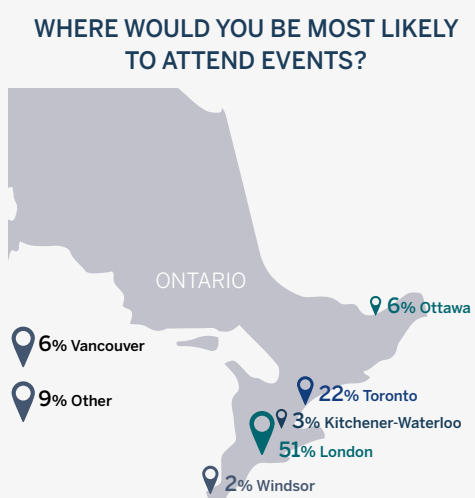 WHERE WOULD YOU BE MOST LIKELY
TO ATTEND EVENTS?
ONTARIO
6% Ottawa
6% Vancouver
9% Other
22% Toronto
3% Kitchener-Waterloo
51% London
2% Windsor